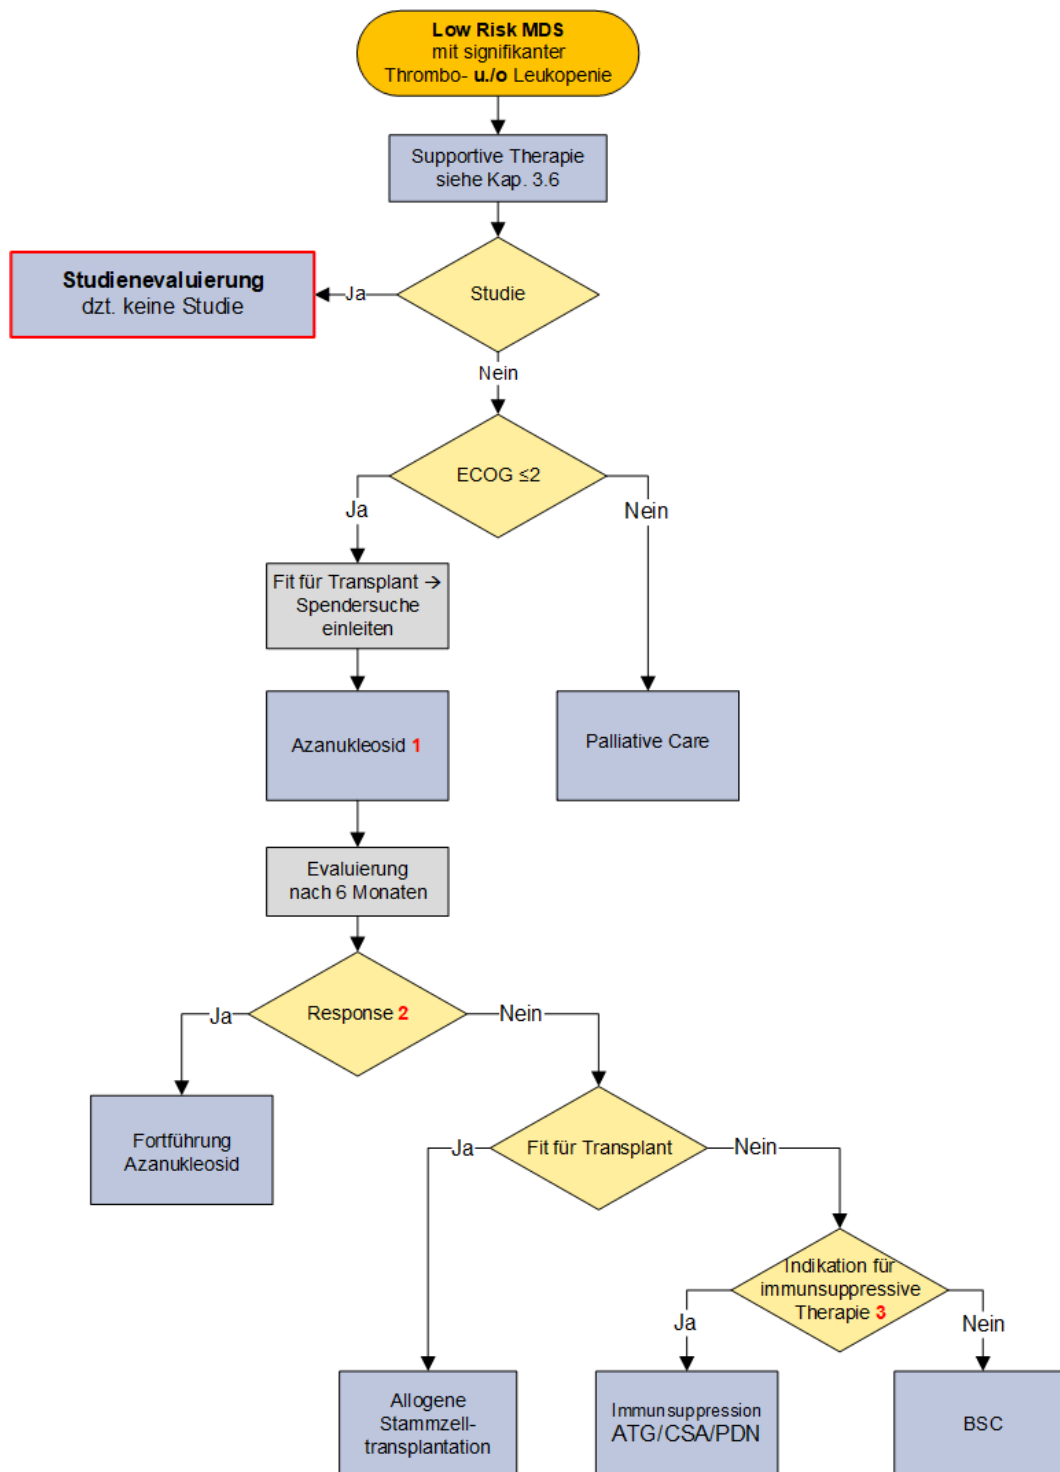 Low Risk MDS
mit signifikanter
Thrombo- u./o Leukopenie
Supportive Therapie
siehe Kap. 3.6
Studie
Ja
Studienevaluierung
dzt. keine Studie
Nein
ECOG ≤2
Ja
Nein
Fit für Transplant →
Spendersuche
einleiten
Azanukleosid 1
Palliative Care
Evaluierung
nach 6 Monaten
Response 2
Ja
Nein
Fortführung
Azanukleosid
Fit für Transplant
Ja
Nein
Indikation für
immunsuppressive
Therapie 3
Ja
Nein
Allogene
Stammzell-
transplantation
Immunsuppression
ATG/CSA/PDN
BSC